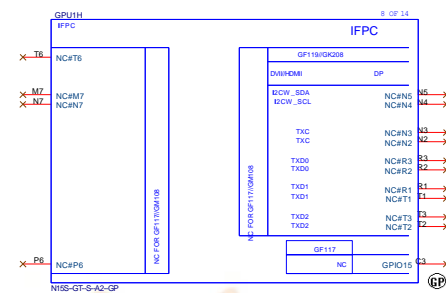 GPU1H
8 OF 14
IFPC
IFPC
GF119//GK208
DVI/HDMI
DP
T6
NC#T6
M7
NC#M7
N7
NC#N7
P6
NC#P6
NC FOR GF117//GM108
NC FOR GF117//GM108
I2CW_SDA
NC#N5
N5
I2CW_SCL
NC#N4
N4
TXC
NC#N3
N3
TXC
NC#N2
N2
TXD0
NC#R3
R3
TXD0
NC#R2
R2
TXD1
NC#R1
R1
TXD1
NC#T1
T1
TXD2
NC#T3
T3
TXD2
NC#T2
T2
GF117
NC
GPIO15
C3
N15S-GT-S-A2-GP
GP